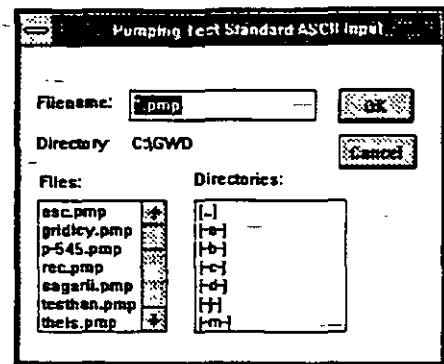 Pumping Test Standard ASCII Input
Filename: *.pmp
OK
Directory C:\GWD
Cancel
Files:
Directories:
asc.pmp
gridley.pmp
p-545.pmp
rec.pmp
sagarli.pmp
testhan.pmp
theis.pmp
[..]
[-a-]
[-b-]
[-c-]
[-d-]
[-m-]